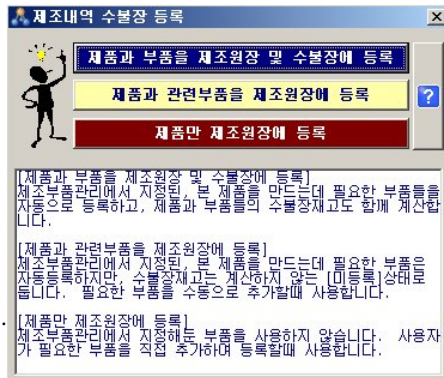 제조내역 수불장 등록
제품과 부품을 제조원장 및 수불장에 등록
제품과 관련부품을 제조원장에 등록
?
제품만 제조원장에 등록
[제품과 부품을 제조원장 및 수불장에 등록]
제조부품관리에서 지정된, 본 제품을 만드는데 필요한 부품들을
자동으로 등록하고, 제품과 부품들의 수불장재고도 함께 계산합
니다.
[제품과 관련부품을 제조원장에 등록]
제조부품관리에서 지정된, 본 제품을 만드는데 필요한 부품은
자동등록하지만, 수불장재고는 계산하지 않는 [미등록]상태로
둡니다. 필요한 부품을 수동으로 추가할때 사용합니다.
[제품만 제조원장에 등록]
제조부품관리에서 지정해둔 부품을 사용하지 않습니다. 사용자
가 필요한 부품을 직접 추가하여 등록할때 사용합니다.